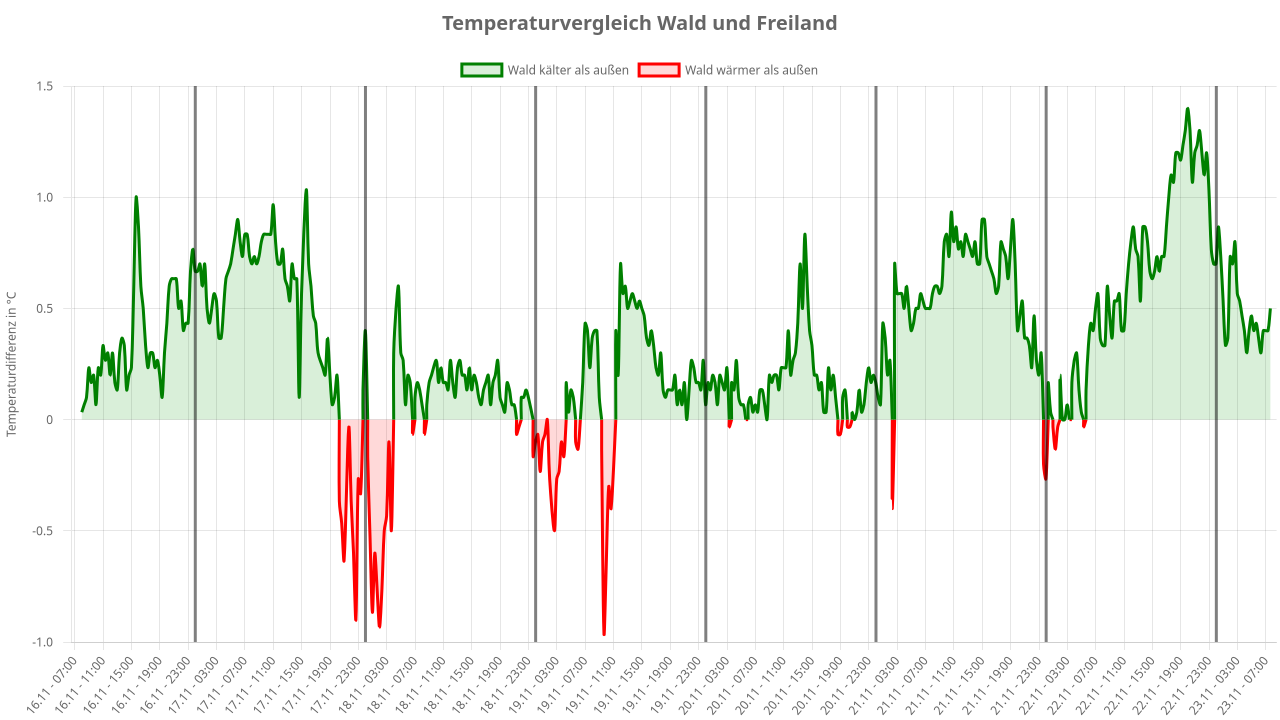 Temperaturvergleich Wald und Freiland
Wald kälter als außen
Wald wärmer als außen
Temperaturdifferenz in °C
1.5
1.0
0.5
0
-0.5
-1.0
16.11 - 07:00
16.11 - 11:00
16.11 - 15:00
16.11 - 19:00
16.11 - 23:00
17.11 - 03:00
17.11 - 07:00
17.11 - 11:00
17.11 - 15:00
17.11 - 19:00
17.11 - 23:00
18.11 - 03:00
18.11 - 07:00
18.11 - 11:00
18.11 - 15:00
18.11 - 19:00
18.11 - 23:00
19.11 - 03:00
19.11 - 07:00
19.11 - 11:00
19.11 - 15:00
19.11 - 19:00
19.11 - 23:00
20.11 - 03:00
20.11 - 07:00
20.11 - 11:00
20.11 - 15:00
20.11 - 19:00
20.11 - 23:00
21.11 - 03:00
21.11 - 07:00
21.11 - 11:00
21.11 - 15:00
21.11 - 19:00
21.11 - 23:00
22.11 - 03:00
22.11 - 07:00
22.11 - 11:00
22.11 - 15:00
22.11 - 19:00
22.11 - 23:00
23.11 - 03:00
23.11 - 07:00